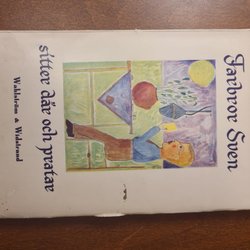 Farbror Sven
sitter där och pratar
Wahlström & Widstrand